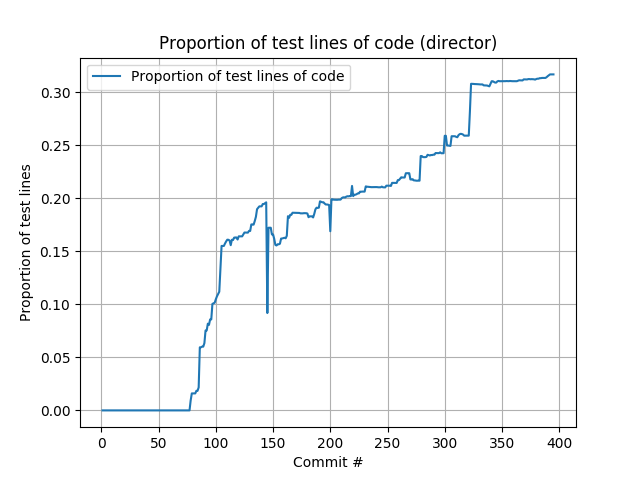 Proportion of test lines of code (director)
Proportion of test lines of code
Proportion of test lines
0.30
0.25
0.20
0.15
0.10
0.05
0.00
0 50 100 150 200 250 300 350 400
Commit #